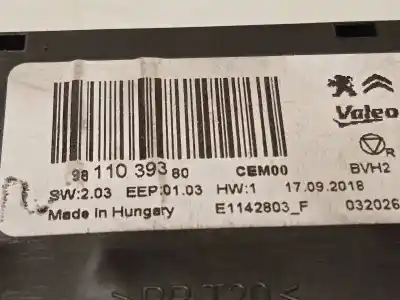 Valeo
98 110 393 80 CEM00
R
BVH2
SW:2.03 EEP:01.03 HW:1 17.09.2018
Made in Hungary E1142803_F 032026